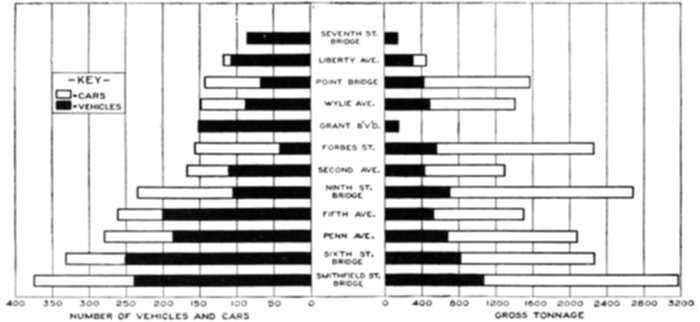 SEVENTH ST.
BRIDGE
LIBERTY AVE.
–KEY–
POINT BRIDGE
=CARS
=VEHICLES
WYLIE AVE.
GRANT B'V'D.
FORBES ST.
SECOND AVE.
NINTH ST.
BRIDGE
FIFTH AVE.
PENN AVE.
SIXTH ST.
BRIDGE
SMITHFIELD ST.
BRIDGE
400 350 300 250 200 150 100 50 0 0 400 800 1200 1600 2000 2400 2800 3200
NUMBER OF VEHICLES AND CARS GROSS TONNAGE